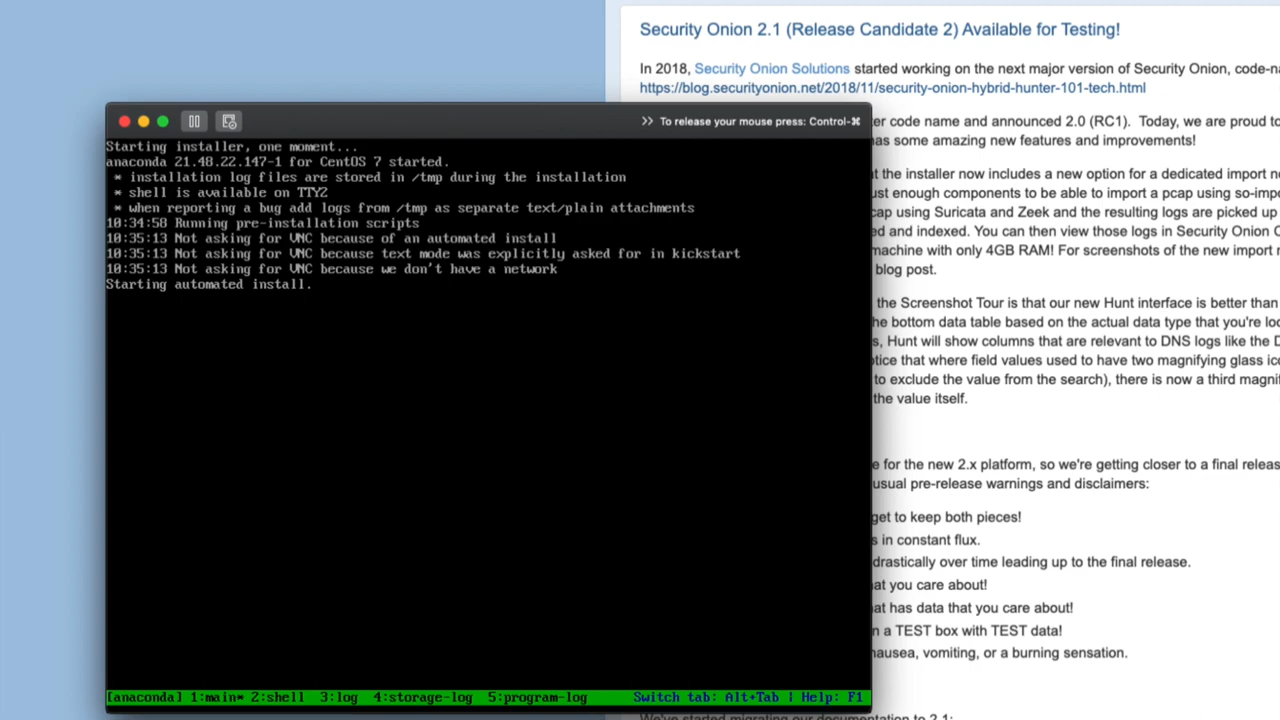 Security Onion 2.1 (Release Candidate 2) Available for Testing!
In 2018, Security Onion Solutions started working on the next major version of Security Onion, code-na
https://blog.securityonion.net/2018/11/security-onion-hybrid-hunter-101-tech.html
>> To release your mouse press: Control-⌘
Starting installer, one moment...
anaconda 21.48.22.147-1 for CentOS 7 started.
* installation log files are stored in /tmp during the installation
* shell is available on TTY2
* when reporting a bug add logs from /tmp as separate text/plain attachments
10:34:58 Running pre-installation scripts
10:35:13 Not asking for VNC because of an automated install
10:35:13 Not asking for VNC because text mode was explicitly asked for in kickstart
10:35:13 Not asking for VNC because we don't have a network
Starting automated install.
[anaconda] 1:main* 2:shell 3:log 4:storage-log 5:program-log Switch tab: Alt+Tab | Help: F1
er code name and announced 2.0 (RC1). Today, we are proud to
has some amazing new features and improvements!
t the installer now includes a new option for a dedicated import n
ust enough components to be able to import a pcap using so-impo
cap using Suricata and Zeek and the resulting logs are picked up
ed and indexed. You can then view those logs in Security Onion C
machine with only 4GB RAM! For screenshots of the new import n
blog post.
the Screenshot Tour is that our new Hunt interface is better than
he bottom data table based on the actual data type that you're loo
s, Hunt will show columns that are relevant to DNS logs like the D
otice that where field values used to have two magnifying glass ico
to exclude the value from the search), there is now a third magnif
the value itself.
e for the new 2.x platform, so we're getting closer to a final releas
usual pre-release warnings and disclaimers:
get to keep both pieces!
s in constant flux.
drastically over time leading up to the final release.
at you care about!
at has data that you care about!
n a TEST box with TEST data!
nausea, vomiting, or a burning sensation.
We've started migrating our documentation to 2.1: